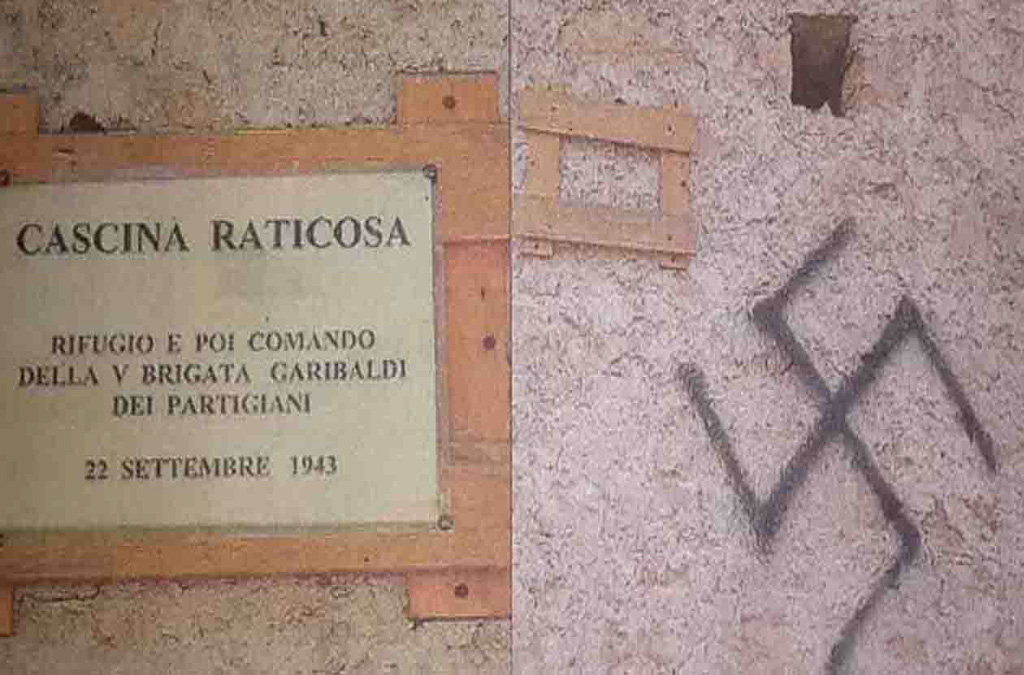 CASCINA RATICOSA
RIFUGIO E POI COMANDO
DELLA V BRIGATA GARIBALDI
DEI PARTIGIANI
22 SETTEMBRE 1943